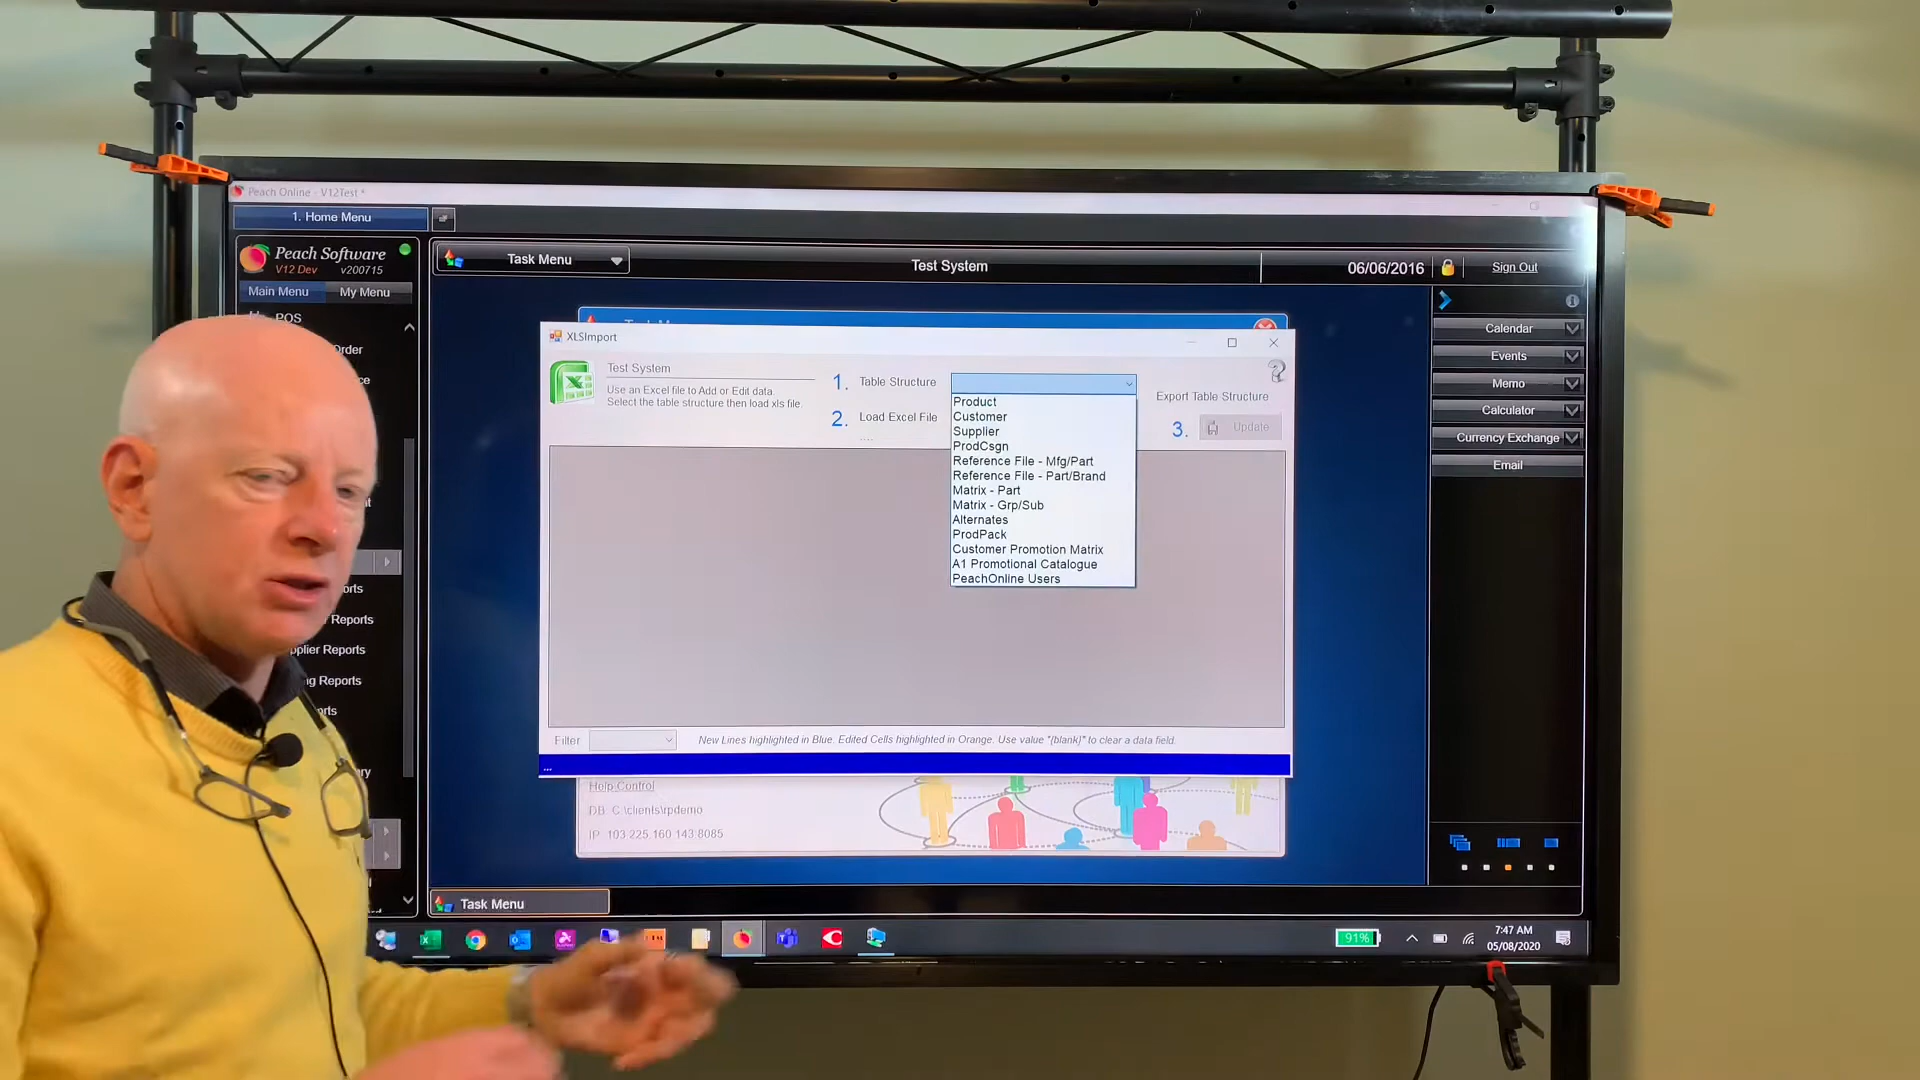 Peach Online - V12Test *
1. Home Menu
Peach Software
V12 Dev v200715
Main Menu
My Menu
POS
Order
Reports
plier Reports
Task Menu
Test System
06/06/2016
Sign Out
XLSImport
Test System
Use an Excel file to Add or Edit data.
Select the table structure then load xls file.
1. Table Structure
2. Load Excel File
....
Export Table Structure
3. Update
Product
Customer
Supplier
ProdCsgn
Reference File - Mfg/Part
Reference File - Part/Brand
Matrix - Part
Matrix - Grp/Sub
Alternates
ProdPack
Customer Promotion Matrix
A1 Promotional Catalogue
PeachOnline Users
Filter
New Lines highlighted in Blue. Edited Cells highlighted in Orange. Use value "{blank}" to clear a data field.
...
Help Control
DB: C:\clients\rpdemo
IP: 103.225.160.143:8085
Calendar
Events
Memo
Calculator
Currency Exchange
Email
Task Menu
91%
7:47 AM
05/08/2020